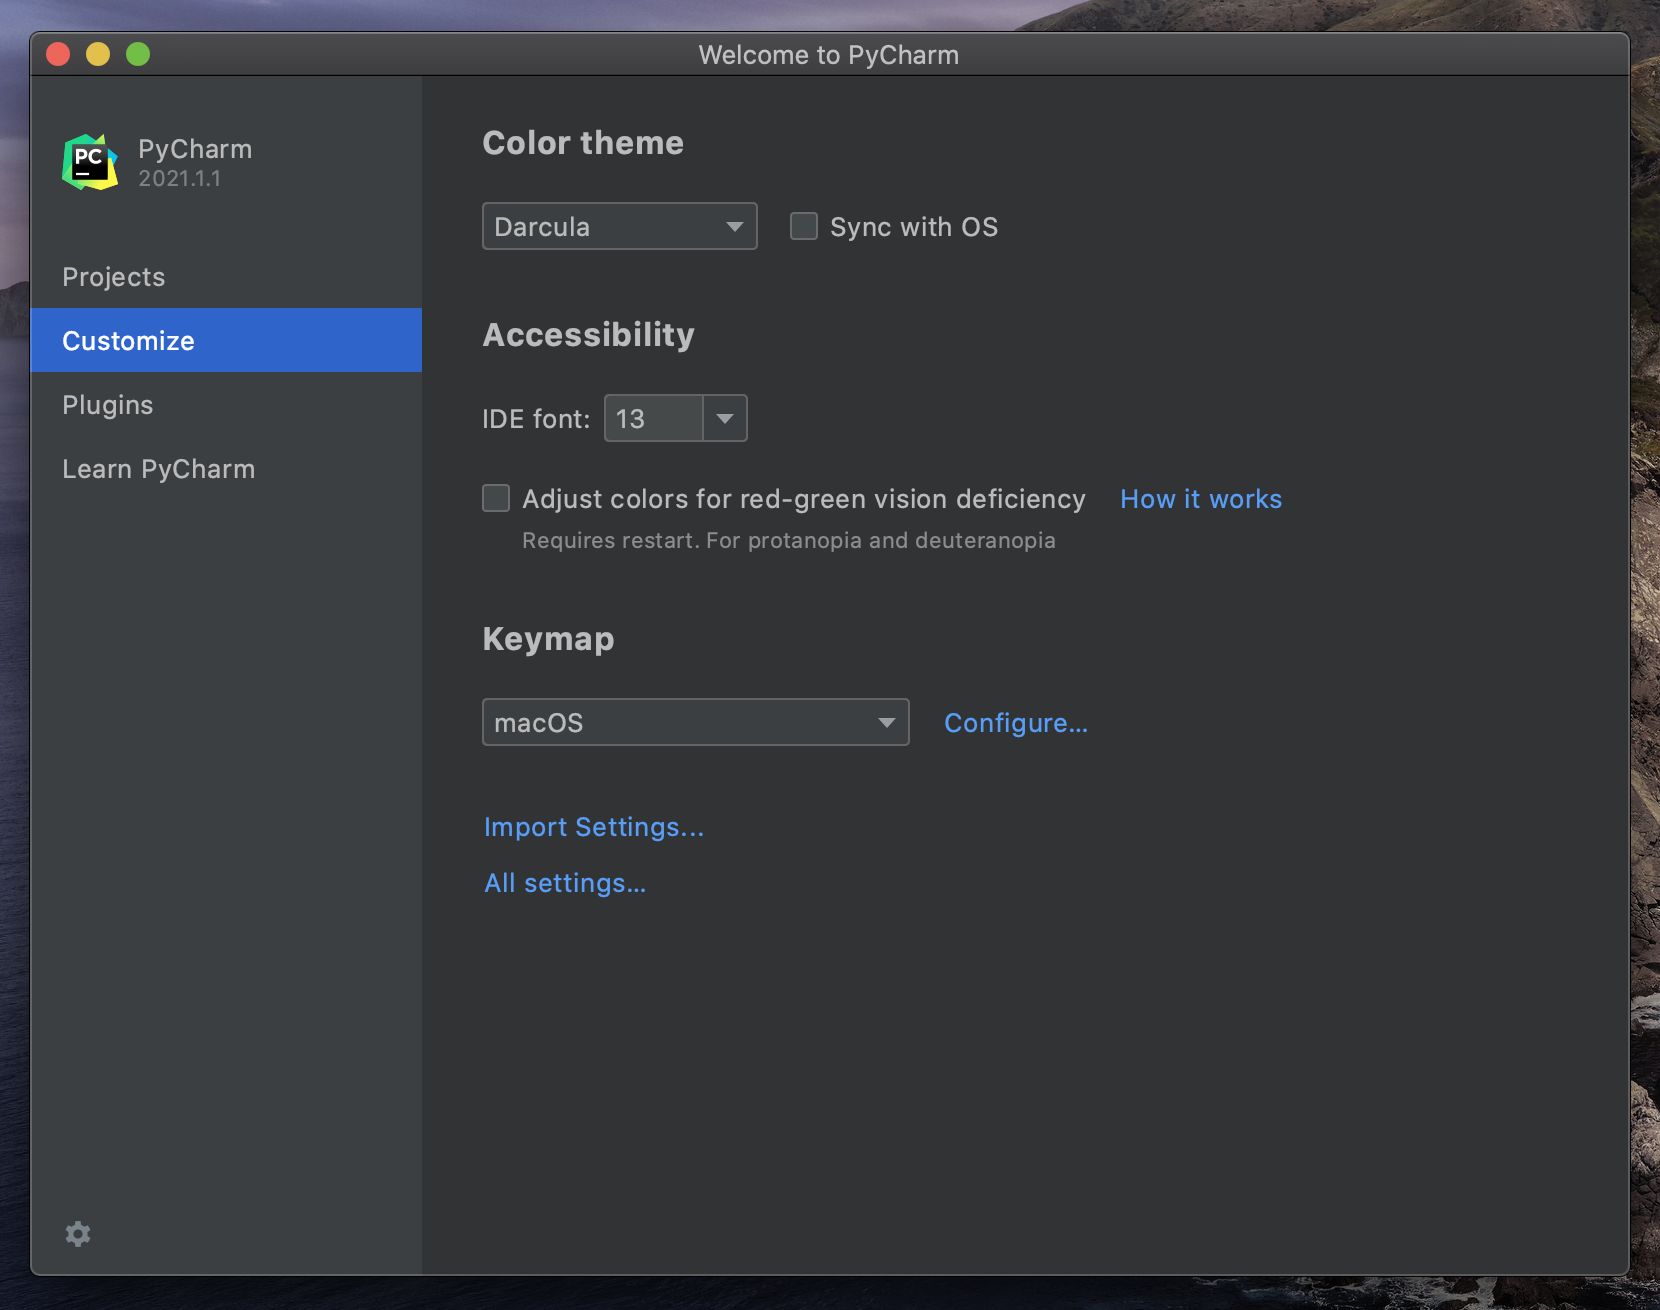 Welcome to PyCharm
PC
PyCharm
2021.1.1
Projects
Customize
Plugins
Learn PyCharm
Color theme
Darcula
Sync with OS
Accessibility
IDE font: 13
Adjust colors for red-green vision deficiency How it works
Requires restart. For protanopia and deuteranopia
Keymap
macOS
Configure...
Import Settings...
All settings...